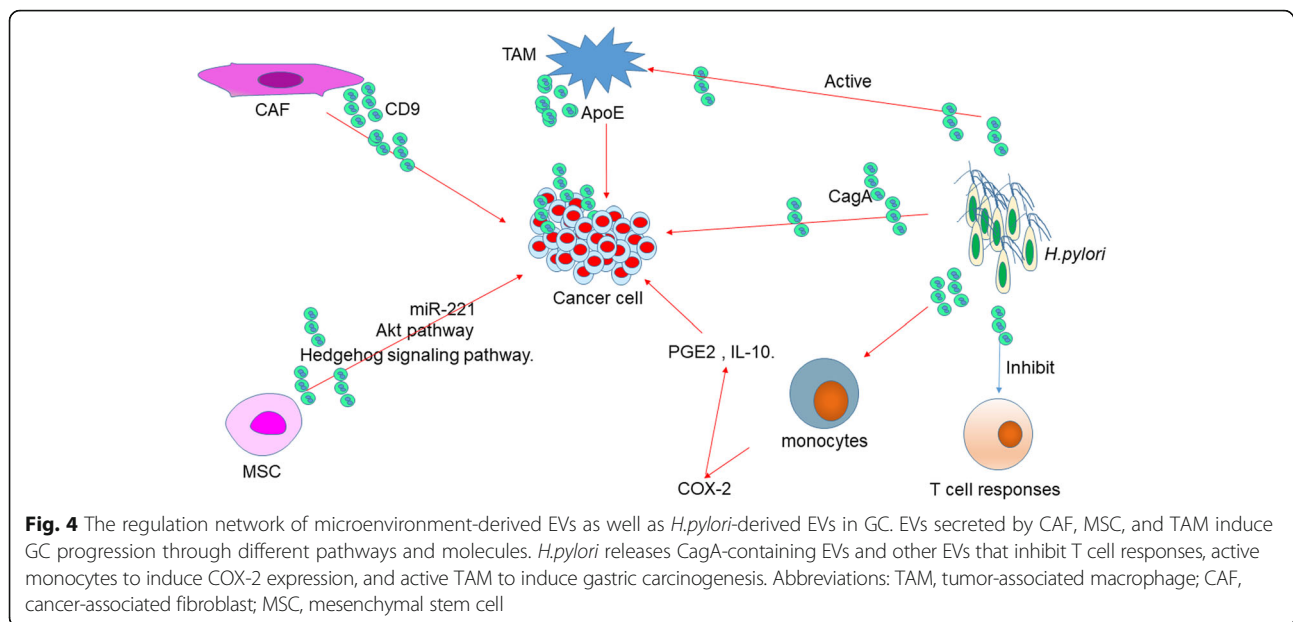 TAM
Active
CAF
CD9
ApoE
CagA
H.pylori
Cancer cell
miR-221
Akt pathway
Hedgehog signaling pathway.
PGE2 , IL-10.
Inhibit
MSC
monocytes
COX-2
T cell responses
Fig. 4 The regulation network of microenvironment-derived EVs as well as H.pylori-derived EVs in GC. EVs secreted by CAF, MSC, and TAM induce
GC progression through different pathways and molecules. H.pylori releases CagA-containing EVs and other EVs that inhibit T cell responses, active
monocytes to induce COX-2 expression, and active TAM to induce gastric carcinogenesis. Abbreviations: TAM, tumor-associated macrophage; CAF,
cancer-associated fibroblast; MSC, mesenchymal stem cell